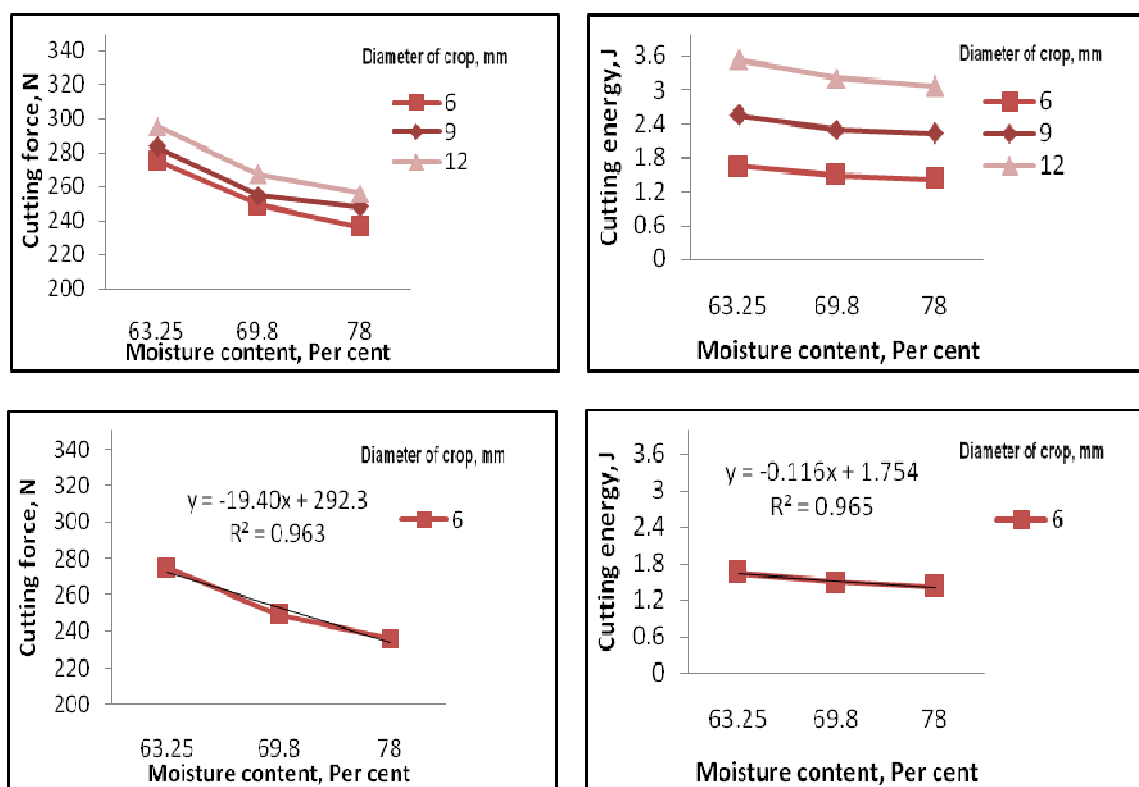 340
320
300
280
260
240
220
200
Cutting force, N
Diameter of crop, mm
6
9
12
63.25 69.8 78
Moisture content, Per cent
3.6
3
2.4
1.8
1.2
0.6
0
Cutting energy, J
Diameter of crop, mm
6
9
12
63.25 69.8 78
Moisture content, Per cent
340
320
300
280
260
240
220
200
Cutting force, N
Diameter of crop, mm
y = -19.40x + 292.3
R² = 0.963
6
63.25 69.8 78
Moisture content, Per cent
3.6
3
2.4
1.8
1.2
0.6
0
Cutting energy, J
Diameter of crop, mm
y = -0.116x + 1.754
R² = 0.965
6
63.25 69.8 78
Moisture content, Per cent